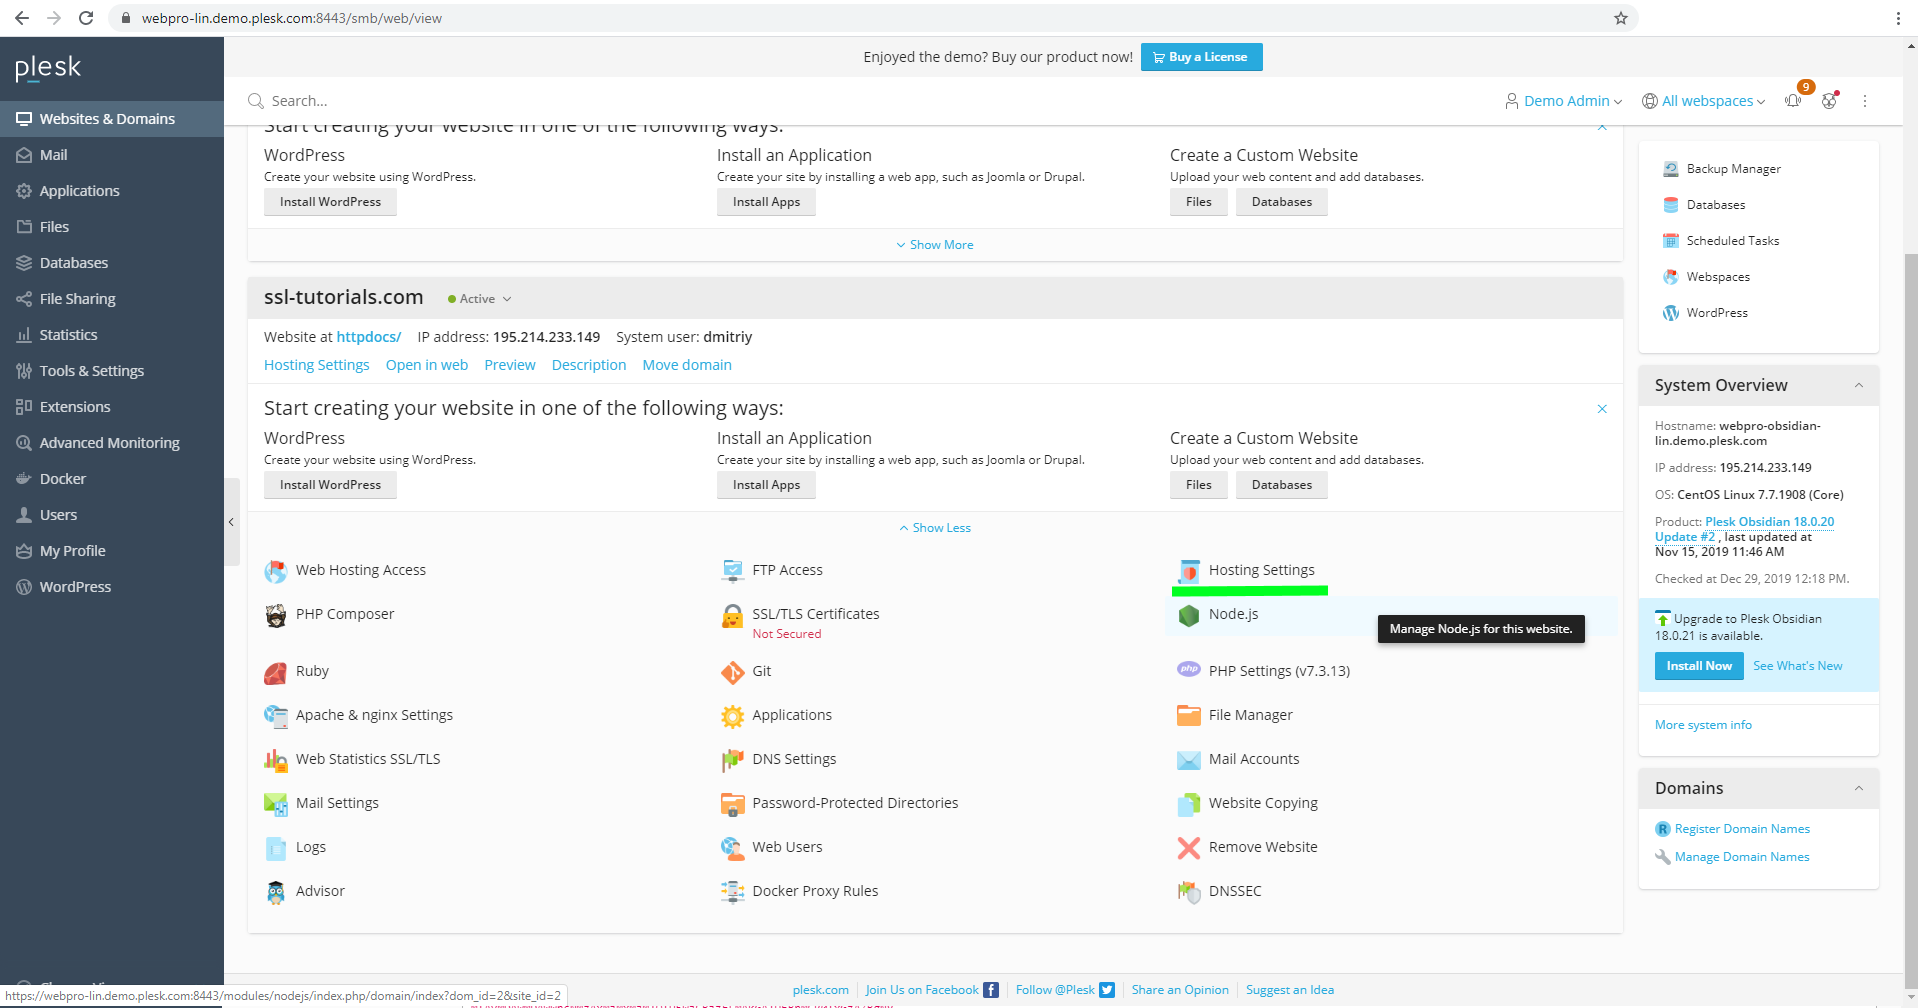 webpro-lin.demo.plesk.com:8443/smb/web/view
plesk
Enjoyed the demo? Buy our product now!
Buy a License
Search...
Demo Admin
All webspaces
9
Websites & Domains
Mail
Applications
Files
Databases
File Sharing
Statistics
Tools & Settings
Extensions
Advanced Monitoring
Docker
Users
My Profile
WordPress
Start creating your website in one of the following ways:
WordPress
Create your website using WordPress.
Install WordPress
Install an Application
Create your site by installing a web app, such as Joomla or Drupal.
Install Apps
Create a Custom Website
Upload your web content and add databases.
Files
Databases
Show More
ssl-tutorials.com
Active
Website at httpdocs/ IP address: 195.214.233.149 System user: dmitriy
Hosting Settings Open in web Preview Description Move domain
Start creating your website in one of the following ways:
WordPress
Create your website using WordPress.
Install WordPress
Install an Application
Create your site by installing a web app, such as Joomla or Drupal.
Install Apps
Create a Custom Website
Upload your web content and add databases.
Files
Databases
Show Less
Web Hosting Access
FTP Access
Hosting Settings
PHP Composer
SSL/TLS Certificates
Not Secured
Node.js
Manage Node.js for this website.
Ruby
Git
php
PHP Settings (v7.3.13)
Apache & nginx Settings
Applications
File Manager
Web Statistics SSL/TLS
DNS Settings
Mail Accounts
Mail Settings
Password-Protected Directories
Website Copying
Logs
Web Users
Remove Website
Advisor
Docker Proxy Rules
DNSSEC
Backup Manager
Databases
Scheduled Tasks
Webspaces
WordPress
System Overview
Hostname: webpro-obsidian-
lin.demo.plesk.com
IP address: 195.214.233.149
OS: CentOS Linux 7.7.1908 (Core)
Product: Plesk Obsidian 18.0.20
Update #2 , last updated at
Nov 15, 2019 11:46 AM
Checked at Dec 29, 2019 12:18 PM.
Upgrade to Plesk Obsidian
18.0.21 is available.
Install Now
See What's New
More system info
Domains
R
Register Domain Names
Manage Domain Names
plesk.com
Join Us on Facebook
Follow @Plesk
Share an Opinion
Suggest an Idea
https://webpro-lin.demo.plesk.com:8443/modules/nodejs/index.php/domain/index?dom_id=2&site_id=2